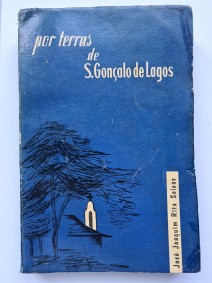 por terras
de
S. Gonçalo de Lagos
José Joaquim Rita Seixas